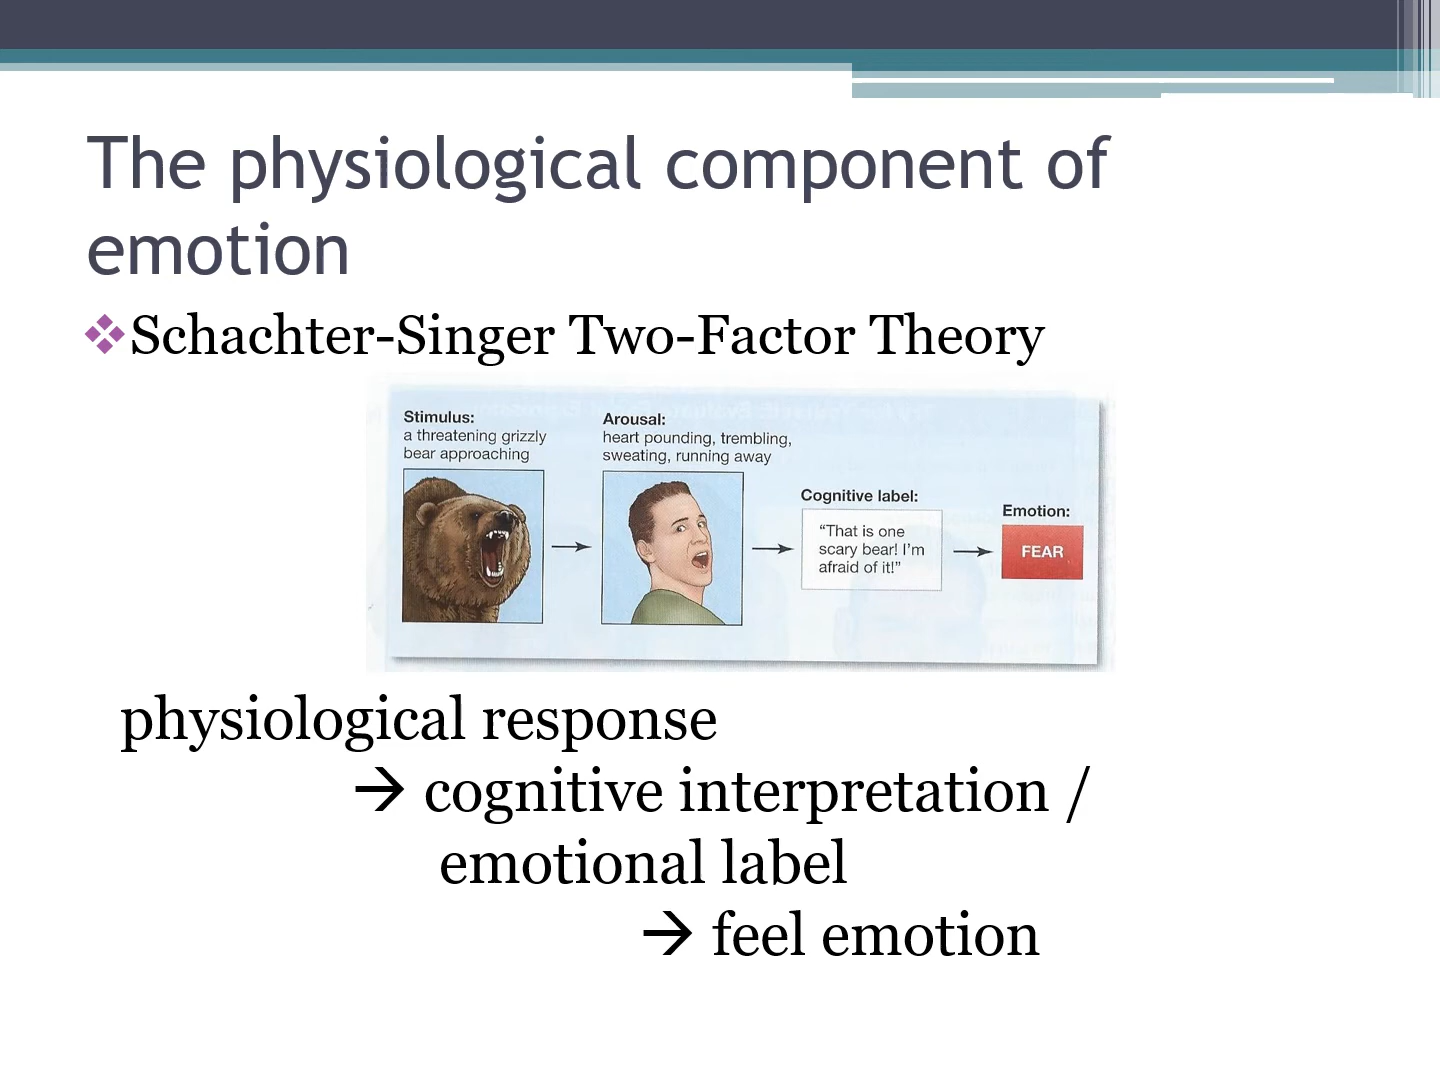 The physiological component of
emotion
❖Schachter-Singer Two-Factor Theory
Stimulus:
a threatening grizzly
bear approaching
Arousal:
heart pounding, trembling,
sweating, running away
Cognitive label:
“That is one
scary bear! I’m
afraid of it!”
Emotion:
FEAR
physiological response
→ cognitive interpretation /
emotional label
→ feel emotion